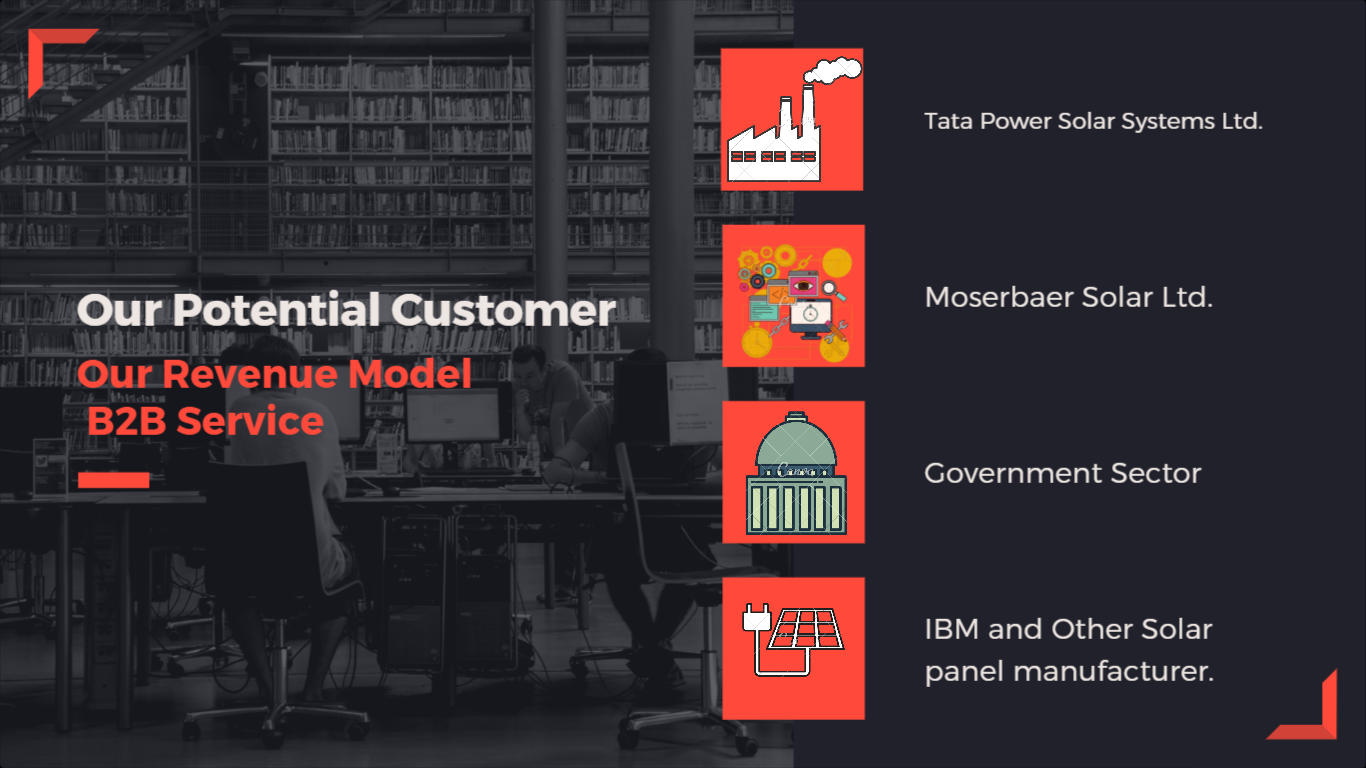 Our Potential Customer
Our Revenue Model
B2B Service
Tata Power Solar Systems Ltd.
Moserbaer Solar Ltd.
Canva
Government Sector
IBM and Other Solar
panel manufacturer.